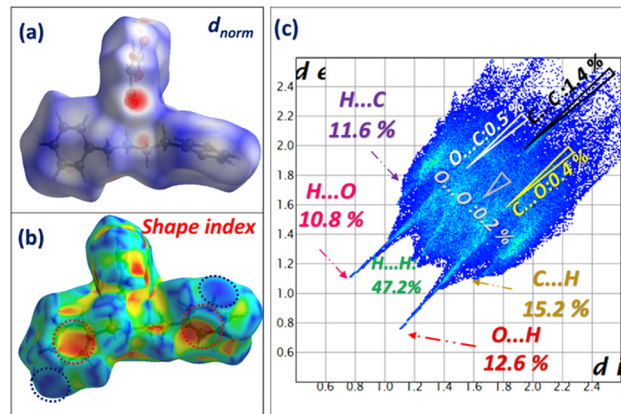 (a)
d norm
(b)
Shape index
(c)
d e
2.4
2.2
2.0
1.8
1.6
1.4
1.2
1.0
0.8
0.6
H...C
11.6 %
H...O
10.8 %
H...H:
47.2%
O...C:0.5 %
O...O:0.2 %
C...C:1.4 %
C...O:0.4 %
C...H
15.2 %
O...H
12.6 %
0.6 0.8 1.0 1.2 1.4 1.6 1.8 2.0 2.2 2.4
d i